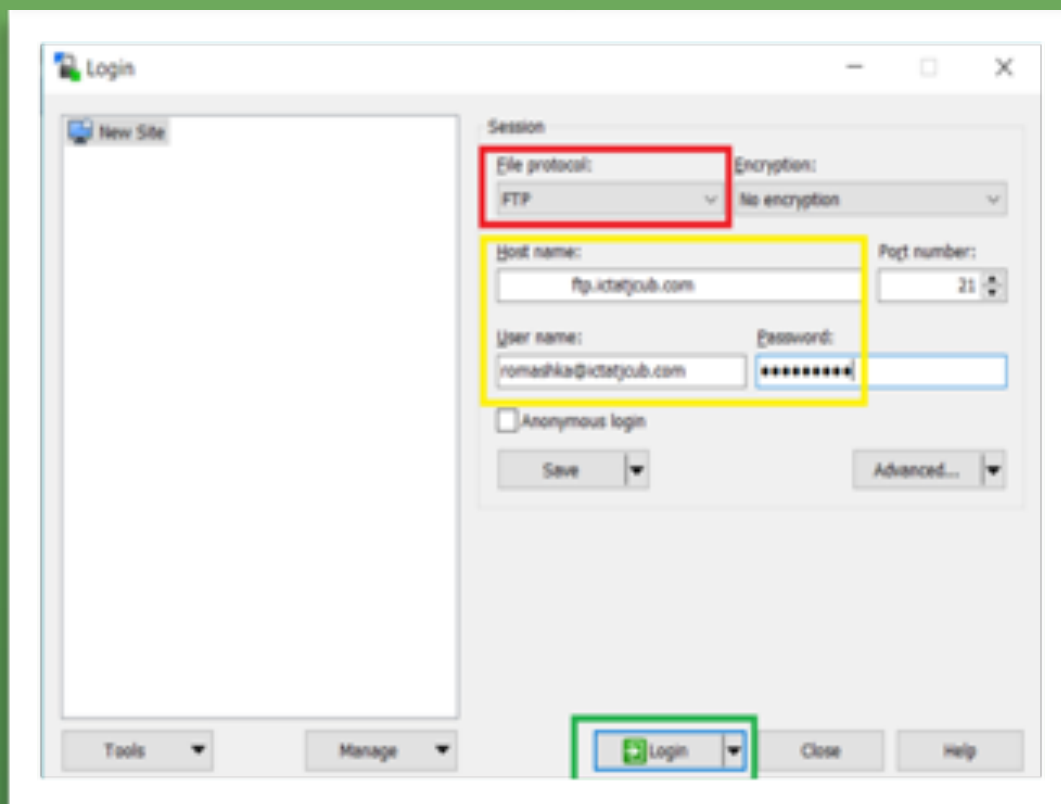 Login
New Site
Session
File protocol:
Encryption:
FTP
No encryption
Host name:
Port number:
ftp.ictatjcub.com
21
User name:
Password:
romashka@ictatjcub.com
Anonymous login
Save
Advanced...
Tools
Manage
Login
Close
Help